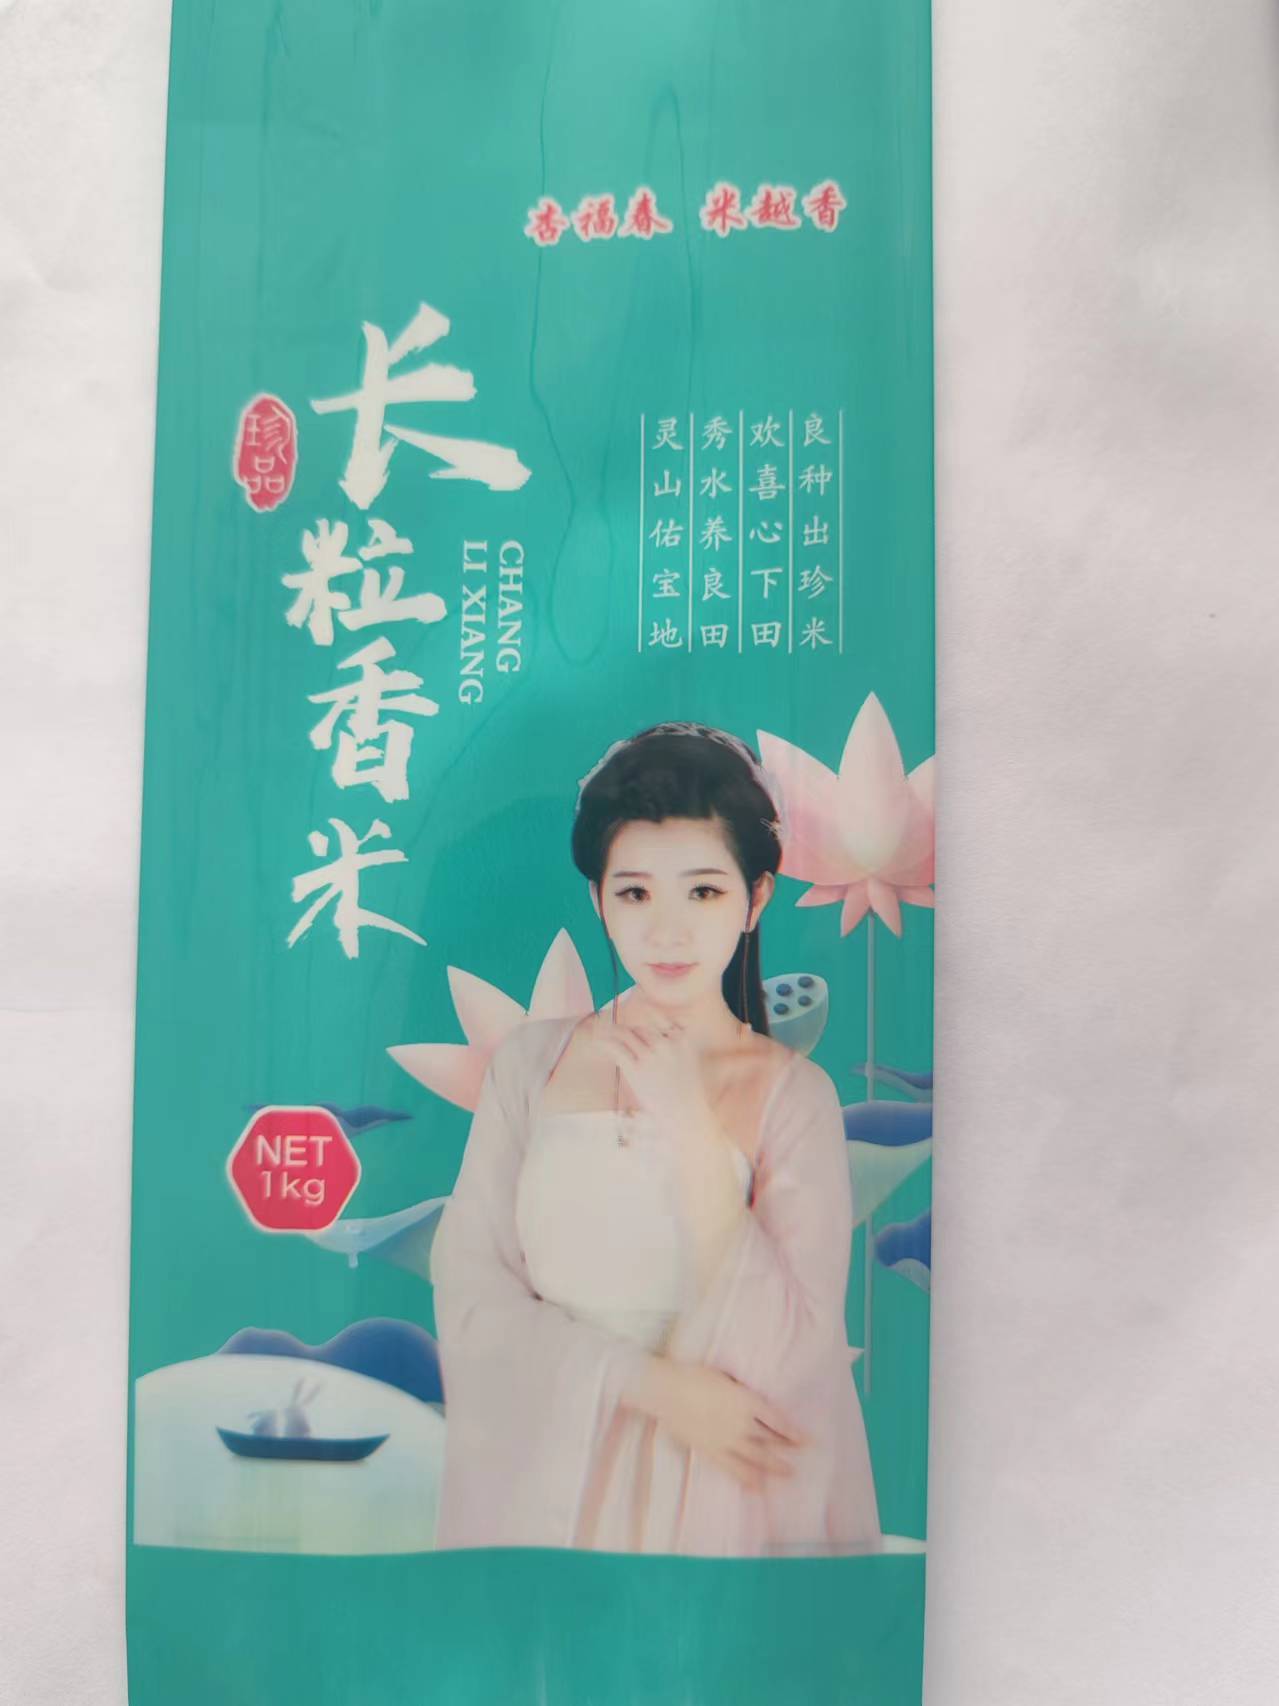 杏福春 米越香
长粒香米
珍品
CHANG
LI XIANG
灵山佑宝地
秀水养良田
欢喜心下田
良种出珍米
NET
1kg